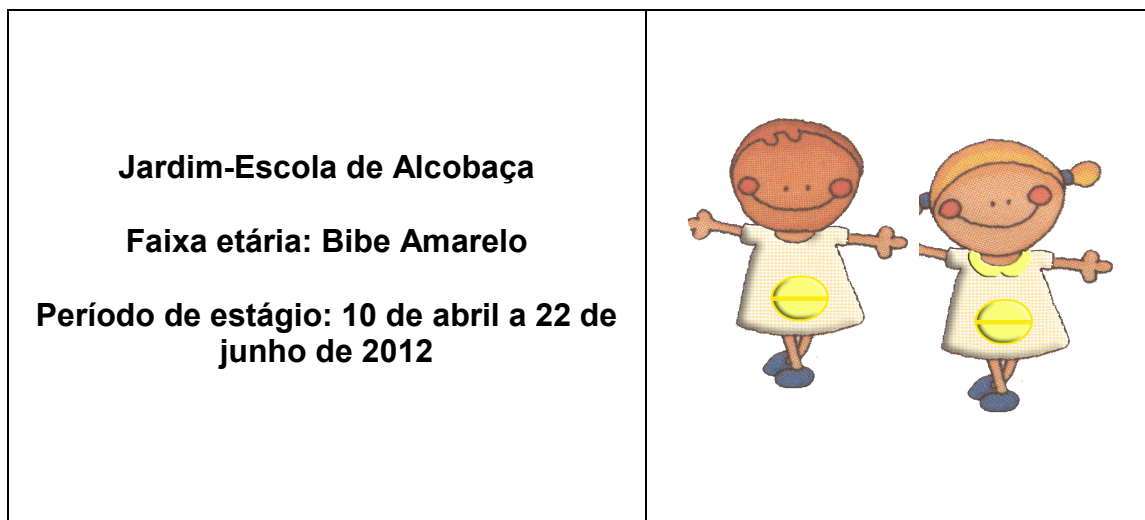 Jardim-Escola de Alcobaça
Faixa etária: Bibe Amarelo
Período de estágio: 10 de abril a 22 de
junho de 2012